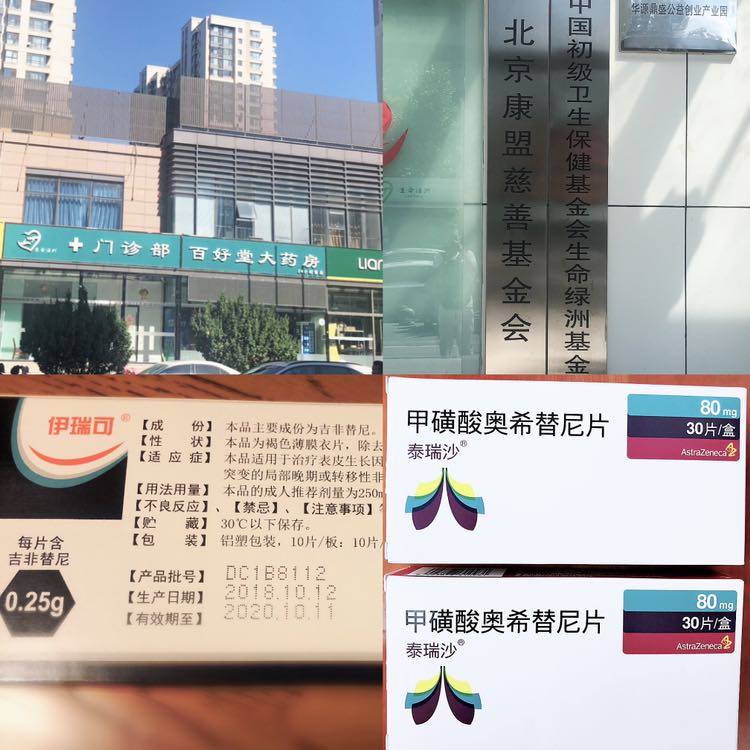 门诊部 百好堂大药房
LIAN
华源鼎盛公益创业产业园
中国初级卫生保健基金会生命绿洲基金
北京康盟慈善基金会
伊瑞可®
【成 份】 本品主要成份为吉非替尼。
【性 状】 本品为褐色薄膜衣片,除去
【适应症】 本品适用于治疗表皮生长因
突变的局部晚期或转移性非
【用法用量】 本品的成人推荐剂量为250m
【不良反应】、【禁忌】、【注意事项】
【贮 藏】 30℃以下保存。
【包 装】 铝塑包装,10片/板:10片/
每片含
吉非替尼
0.25g
【产品批号】 DC1B8112
【生产日期】 2018.10.12
【有效期至】 2020.10.11
甲磺酸奥希替尼片
泰瑞沙®
80 mg
30片/盒
AstraZeneca
甲磺酸奥希替尼片
泰瑞沙®
80 mg
30片/盒
AstraZeneca